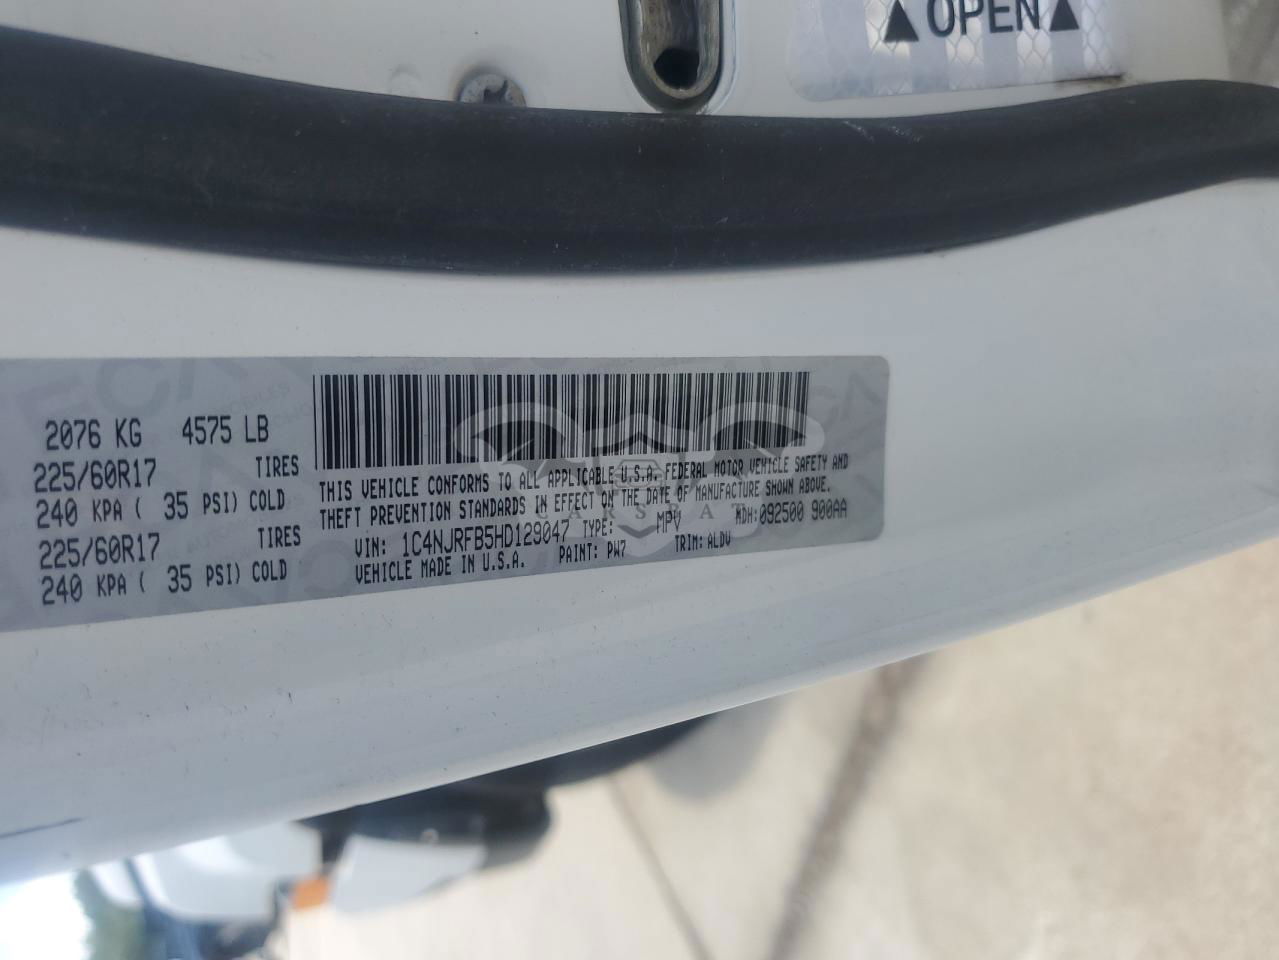 ▲ OPEN ▲
2076 KG 4575 LB
225/60R17 TIRES
240 KPA ( 35 PSI) COLD
225/60R17 TIRES
240 KPA ( 35 PSI) COLD
THIS VEHICLE CONFORMS TO ALL APPLICABLE U.S.A. FEDERAL MOTOR VEHICLE SAFETY AND
THEFT PREVENTION STANDARDS IN EFFECT ON THE DATE OF MANUFACTURE SHOWN ABOVE.
VIN: 1C4NJRFB5HD129047 TYPE: MPV MDH:092500 900AA
VEHICLE MADE IN U.S.A. PAINT: PW7 TRIM: ALDV